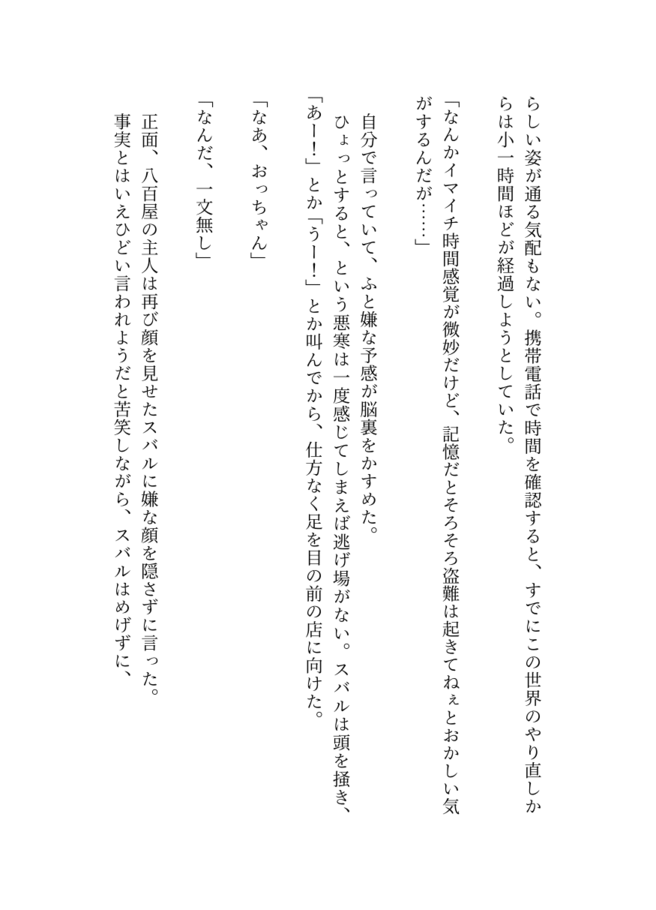 らしい姿が通る気配もない。携帯電話で時間を確認すると、すでにこの世界のやり直しか
らは小一時間ほどが経過しようとしていた。
「なんかイマイチ時間感覚が微妙だけど、記憶だとそろそろ盗難は起きてねぇとおかしい気
がするんだが……」
自分で言っていて、ふと嫌な予感が脳裏をかすめた。
ひょっとすると、という悪寒は一度感じてしまえば逃げ場がない。スバルは頭を掻き、
「あー！」とか「うー！」とか叫んでから、仕方なく足を目の前の店に向けた。
「なあ、おっちゃん」
「なんだ、一文無し」
正面、八百屋の主人は再び顔を見せたスバルに嫌な顔を隠さずに言った。
事実とはいえひどい言われようだと苦笑しながら、スバルはめげずに、